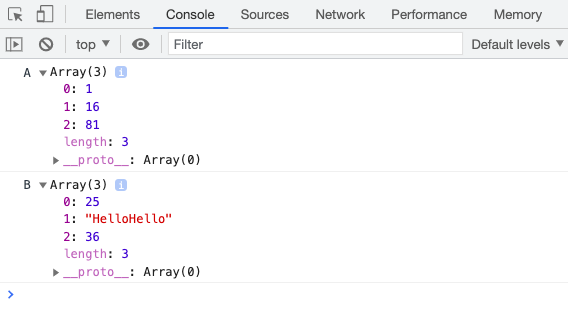 Elements Console Sources Network Performance Memory
top ▼ Filter Default levels ▼
A ▼Array(3) i
0: 1
1: 16
2: 81
length: 3
▶__proto__: Array(0)
B ▼Array(3) i
0: 25
1: "HelloHello"
2: 36
length: 3
▶__proto__: Array(0)
>